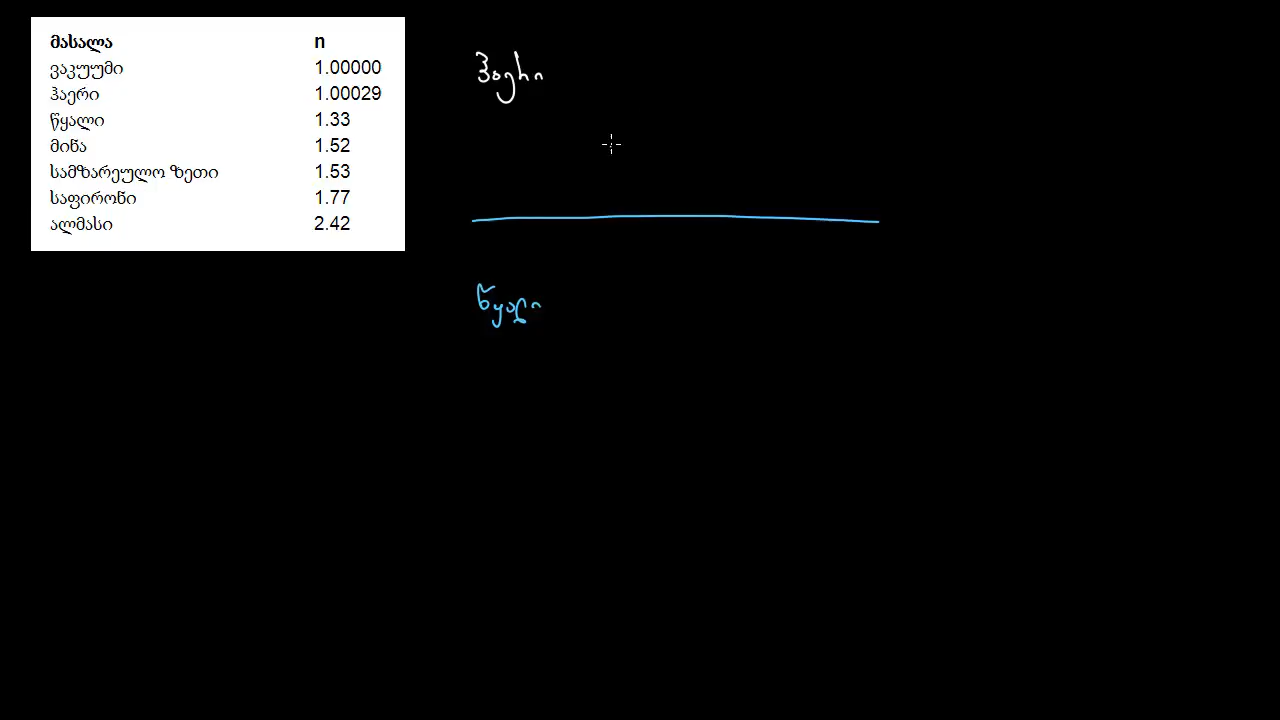 მასალა n
ვაკუუმი 1.00000
ჰაერი 1.00029
წყალი 1.33
მინა 1.52
სამზარეულო ზეთი 1.53
საფირონი 1.77
ალმასი 2.42
ჰაერი
წყალი